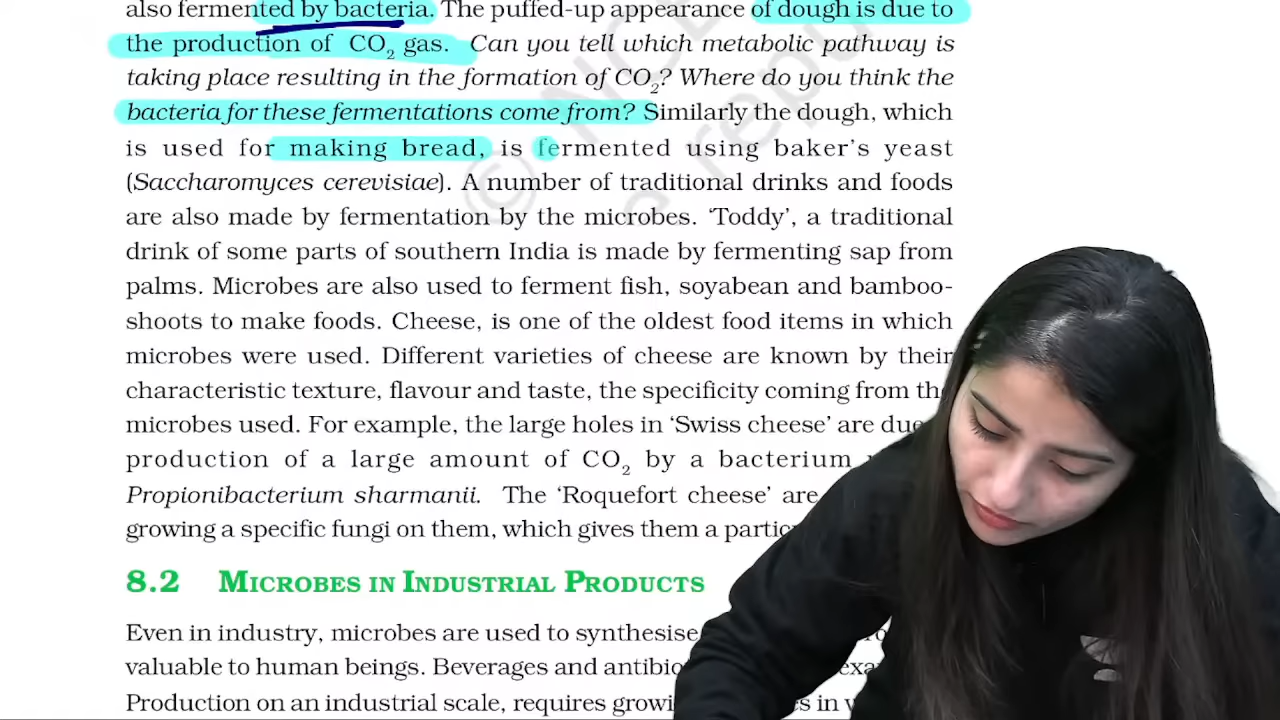 also fermented by bacteria. The puffed-up appearance of dough is due to
the production of CO₂ gas. Can you tell which metabolic pathway is
taking place resulting in the formation of CO₂? Where do you think the
bacteria for these fermentations come from? Similarly the dough, which
is used for making bread, is fermented using baker's yeast
(Saccharomyces cerevisiae). A number of traditional drinks and foods
are also made by fermentation by the microbes. ‘Toddy’, a traditional
drink of some parts of southern India is made by fermenting sap from
palms. Microbes are also used to ferment fish, soyabean and bamboo-
shoots to make foods. Cheese, is one of the oldest food items in which
microbes were used. Different varieties of cheese are known by their
characteristic texture, flavour and taste, the specificity coming from the
microbes used. For example, the large holes in ‘Swiss cheese’ are due
production of a large amount of CO₂ by a bacterium
Propionibacterium sharmanii. The ‘Roquefort cheese’ are
growing a specific fungi on them, which gives them a
8.2 MICROBES IN INDUSTRIAL PRODUCTS
Even in industry, microbes are used to synthesise
valuable to human beings. Beverages and
Production on an industrial scale, requires